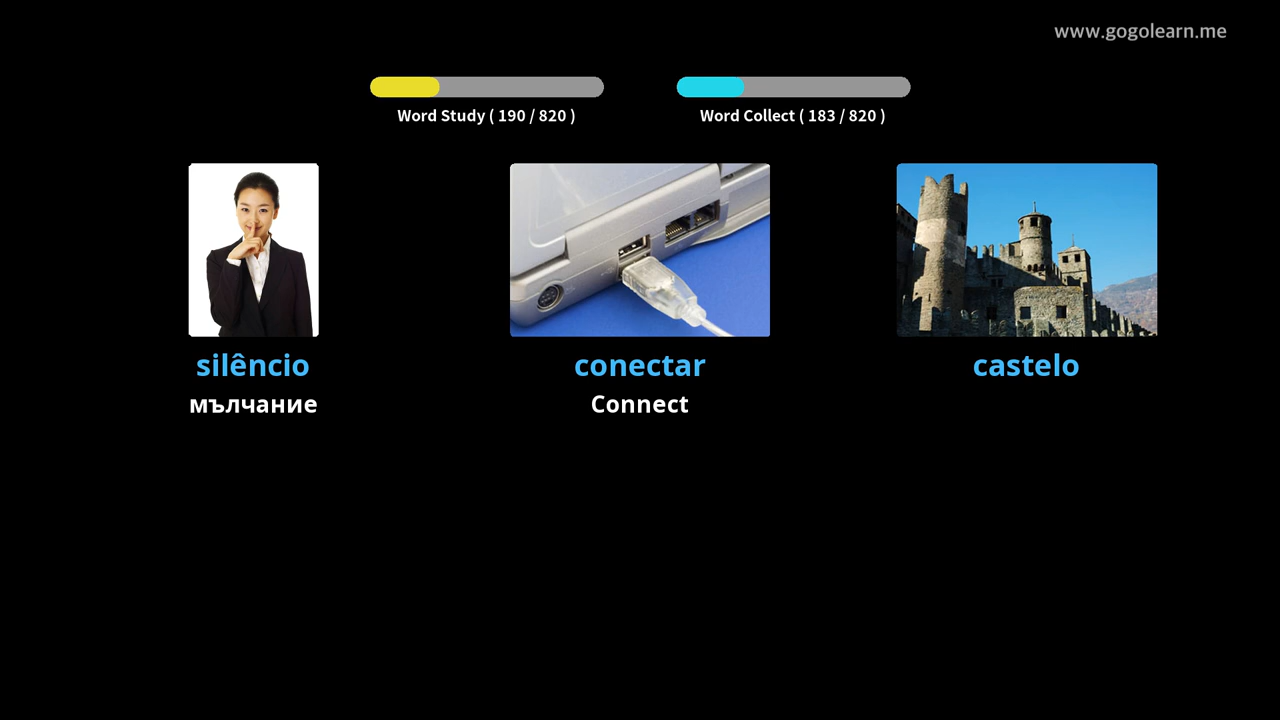 www.gogolearn.me
Word Study ( 190 / 820 )
Word Collect ( 183 / 820 )
silêncio
мълчание
conectar
Connect
castelo